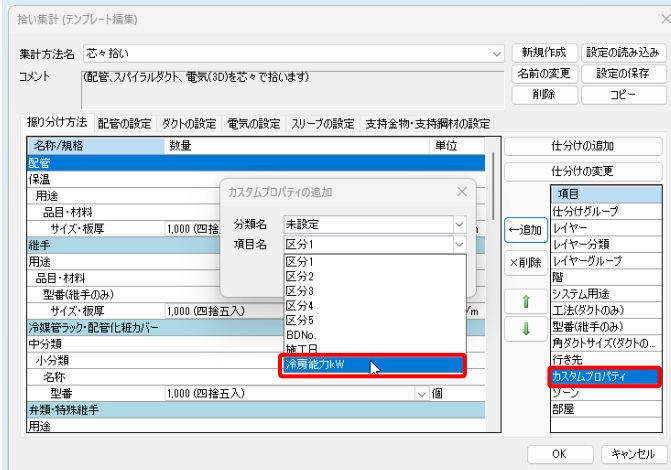 拾い集計 (テンプレート編集)
集計方法名 芯々拾い
新規作成 設定の読み込み
コメント (配管、スパイラルダクト、電気(3D)を芯々で拾います)
名前の変更 設定の保存
削除 コピー
振り分け方法 配管の設定 ダクトの設定 電気の設定 スリーブの設定 支持金物・支持鋼材の設定
名称/規格 数量 単位
配管
保温
用途
品目・材料
サイズ・板厚 1,000 (四捨
継手
用途
品目・材料
型番(継手のみ)
サイズ・板厚 1,000 (四捨五入) /m
冷媒管ラック・配管化粧カバー
中分類
小分類
名称
型番 1,000 (四捨五入) 個
弁類・特殊継手
用途
カスタムプロパティの追加
分類名 未設定
項目名 区分1
区分1
区分2
区分3
区分4
区分5
BDNo.
施工日
冷房能力kW
仕分けの追加
仕分けの変更
←追加
×削除
項目
仕分けグループ
レイヤー
レイヤー分類
レイヤーグループ
階
システム用途
工法(ダクトのみ)
型番(継手のみ)
角ダクトサイズ(ダクトの...
行き先
カスタムプロパティ
ゾーン
部屋
OK キャンセル